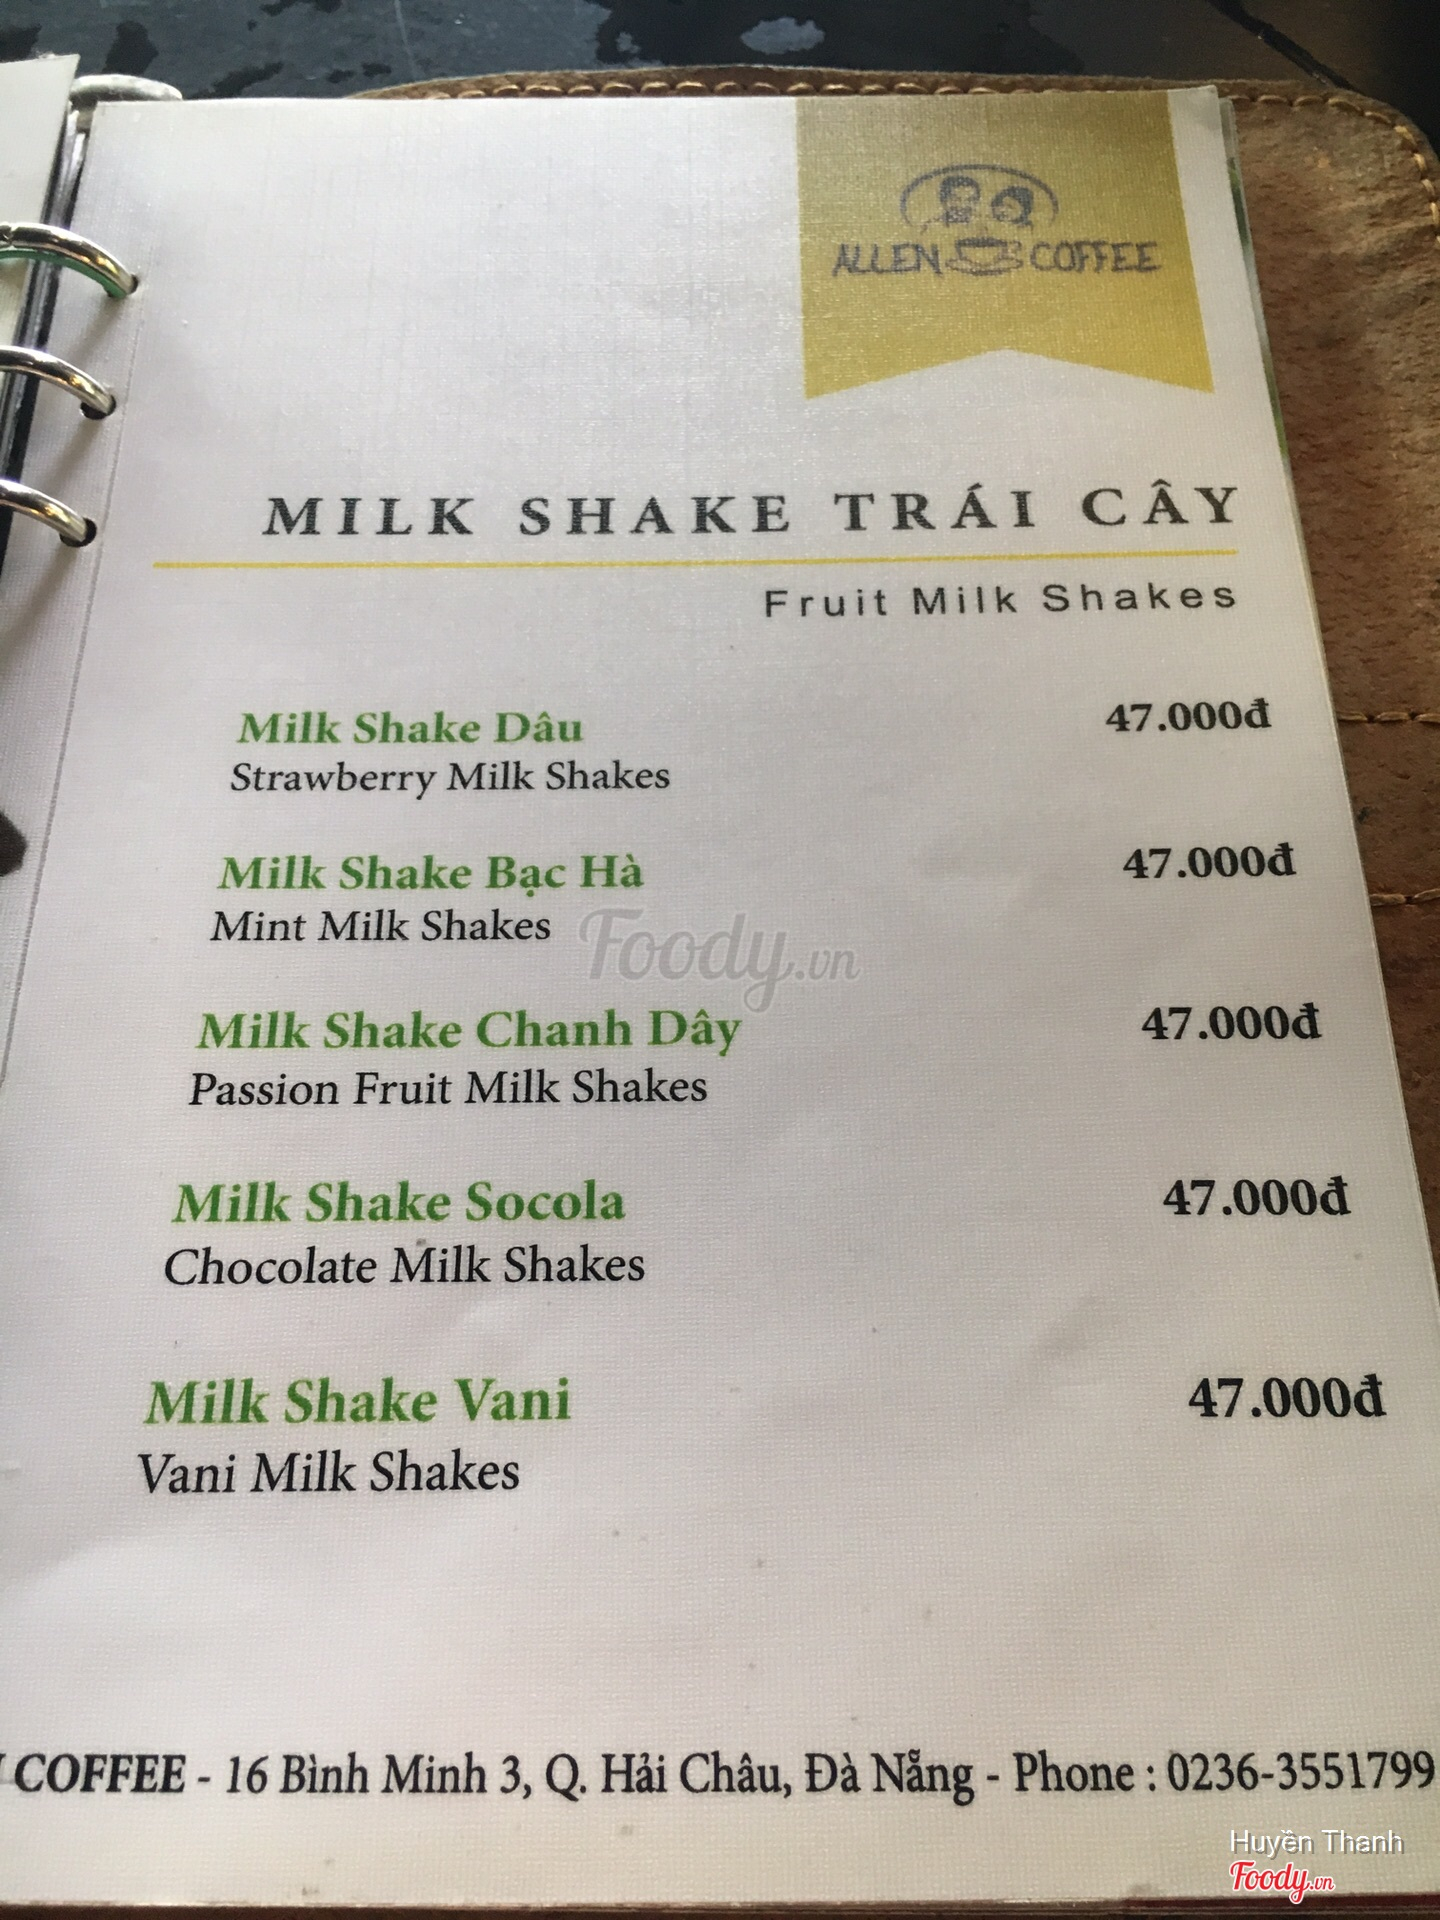 ALLEN COFFEE
MILK SHAKE TRÁI CÂY
Fruit Milk Shakes
Milk Shake Dâu 47.000đ
Strawberry Milk Shakes
Milk Shake Bạc Hà 47.000đ
Mint Milk Shakes
Foody.vn
Milk Shake Chanh Dây 47.000đ
Passion Fruit Milk Shakes
Milk Shake Socola 47.000đ
Chocolate Milk Shakes
Milk Shake Vani 47.000đ
Vani Milk Shakes
COFFEE - 16 Bình Minh 3, Q. Hải Châu, Đà Nẵng - Phone : 0236-3551799
Huyền Thanh
Foody.vn